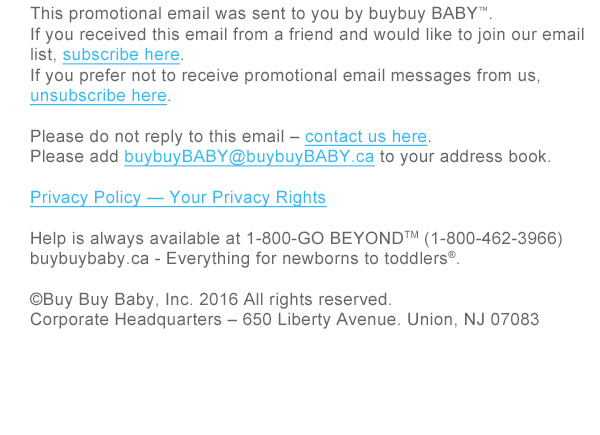 This promotional email was sent to you by buybuy BABY™.
If you received this email from a friend and would like to join our email
list, subscribe here.
If you prefer not to receive promotional email messages from us,
unsubscribe here.
Please do not reply to this email – contact us here.
Please add buybuyBABY@buybuyBABY.ca to your address book.
Privacy Policy — Your Privacy Rights
Help is always available at 1-800-GO BEYOND™ (1-800-462-3966)
buybuybaby.ca - Everything for newborns to toddlers®.
©Buy Buy Baby, Inc. 2016 All rights reserved.
Corporate Headquarters – 650 Liberty Avenue. Union, NJ 07083